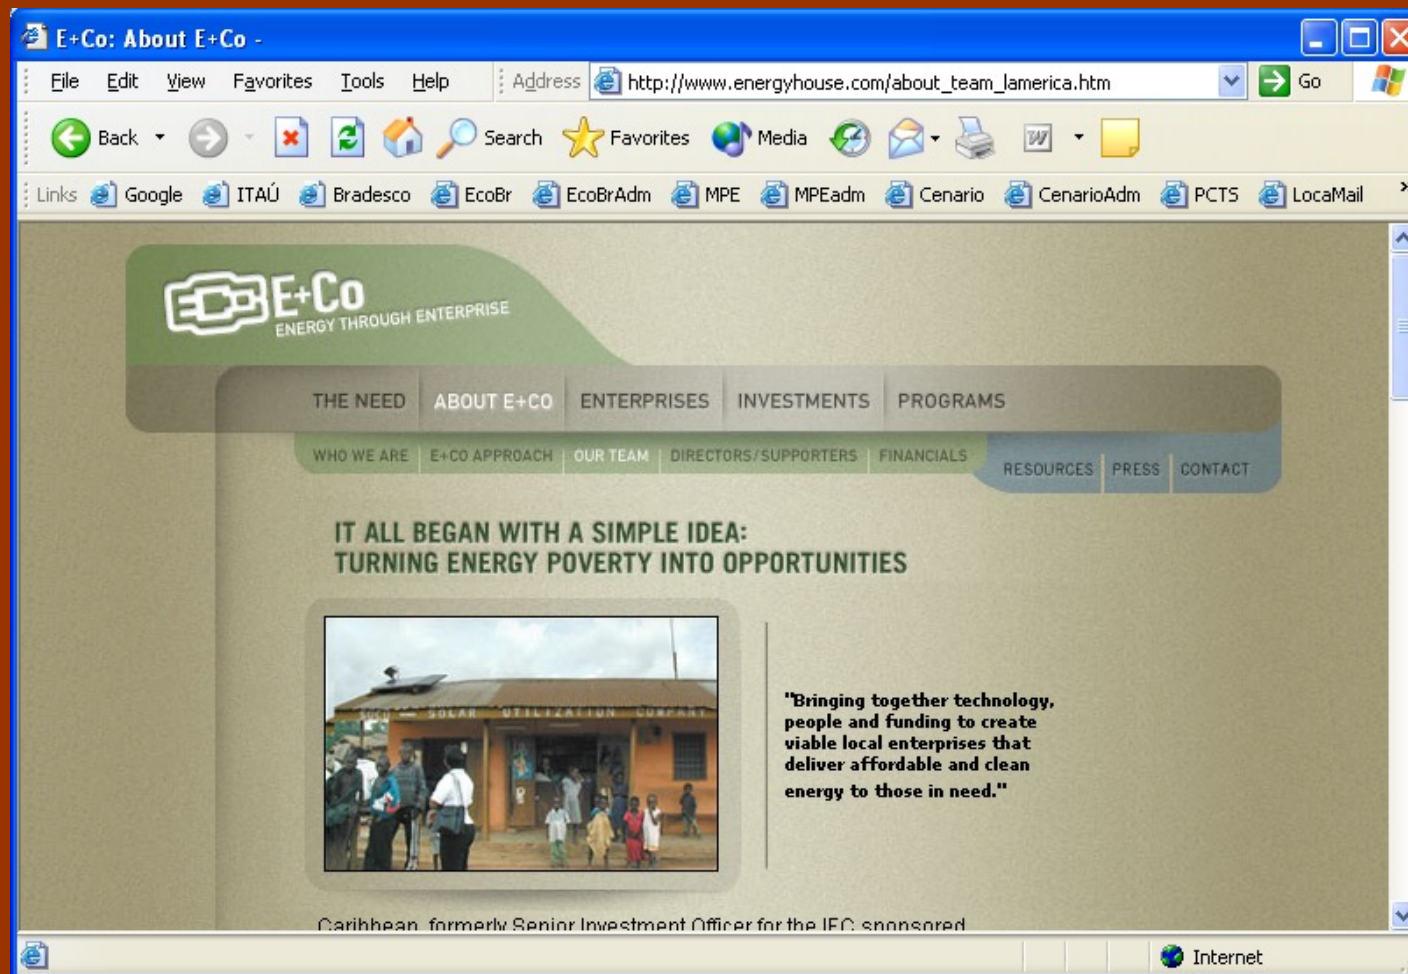 E+Co: About E+Co -
File Edit View Favorites Tools Help Address http://www.energyhouse.com/about_team_lamerica.htm Go
Back Search Favorites Media
Links Google ITAÚ Bradesco EcoBr EcoBrAdm MPE MPEadm Cenario CenarioAdm PCTS LocaMail »
E+Co
ENERGY THROUGH ENTERPRISE
THE NEED ABOUT E+CO ENTERPRISES INVESTMENTS PROGRAMS
WHO WE ARE E+CO APPROACH OUR TEAM DIRECTORS/SUPPORTERS FINANCIALS
RESOURCES PRESS CONTACT
IT ALL BEGAN WITH A SIMPLE IDEA:
TURNING ENERGY POVERTY INTO OPPORTUNITIES
SOLAR UTILIZATION COMPANY
"Bringing together technology,
people and funding to create
viable local enterprises that
deliver affordable and clean
energy to those in need."
Caribbean, formerly Senior Investment Officer for the IFC sponsored
Internet